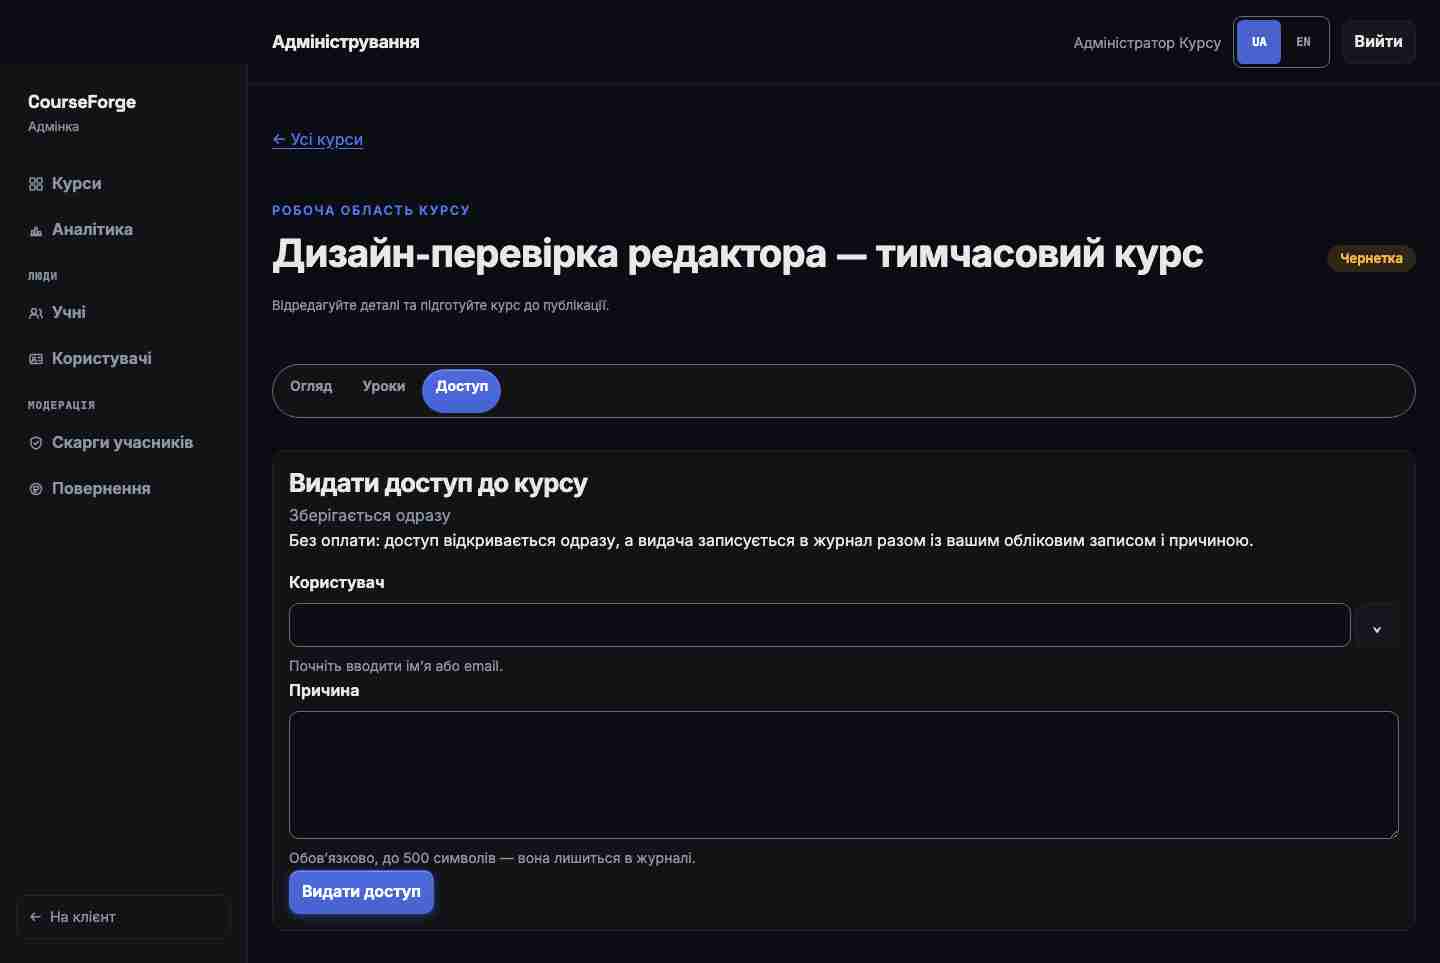 Адміністрування
Адміністратор Курсу
UA
EN
Вийти
CourseForge
Адмінка
Курси
Аналітика
ЛЮДИ
Учні
Користувачі
МОДЕРАЦІЯ
Скарги учасників
Повернення
← На клієнт
← Усі курси
РОБОЧА ОБЛАСТЬ КУРСУ
Дизайн-перевірка редактора — тимчасовий курс
Чернетка
Відредагуйте деталі та підготуйте курс до публікації.
Огляд
Уроки
Доступ
Видати доступ до курсу
Зберігається одразу
Без оплати: доступ відкривається одразу, а видача записується в журнал разом із вашим обліковим записом і причиною.
Користувач
Почніть вводити ім’я або email.
Причина
Обов’язково, до 500 символів — вона лишиться в журналі.
Видати доступ